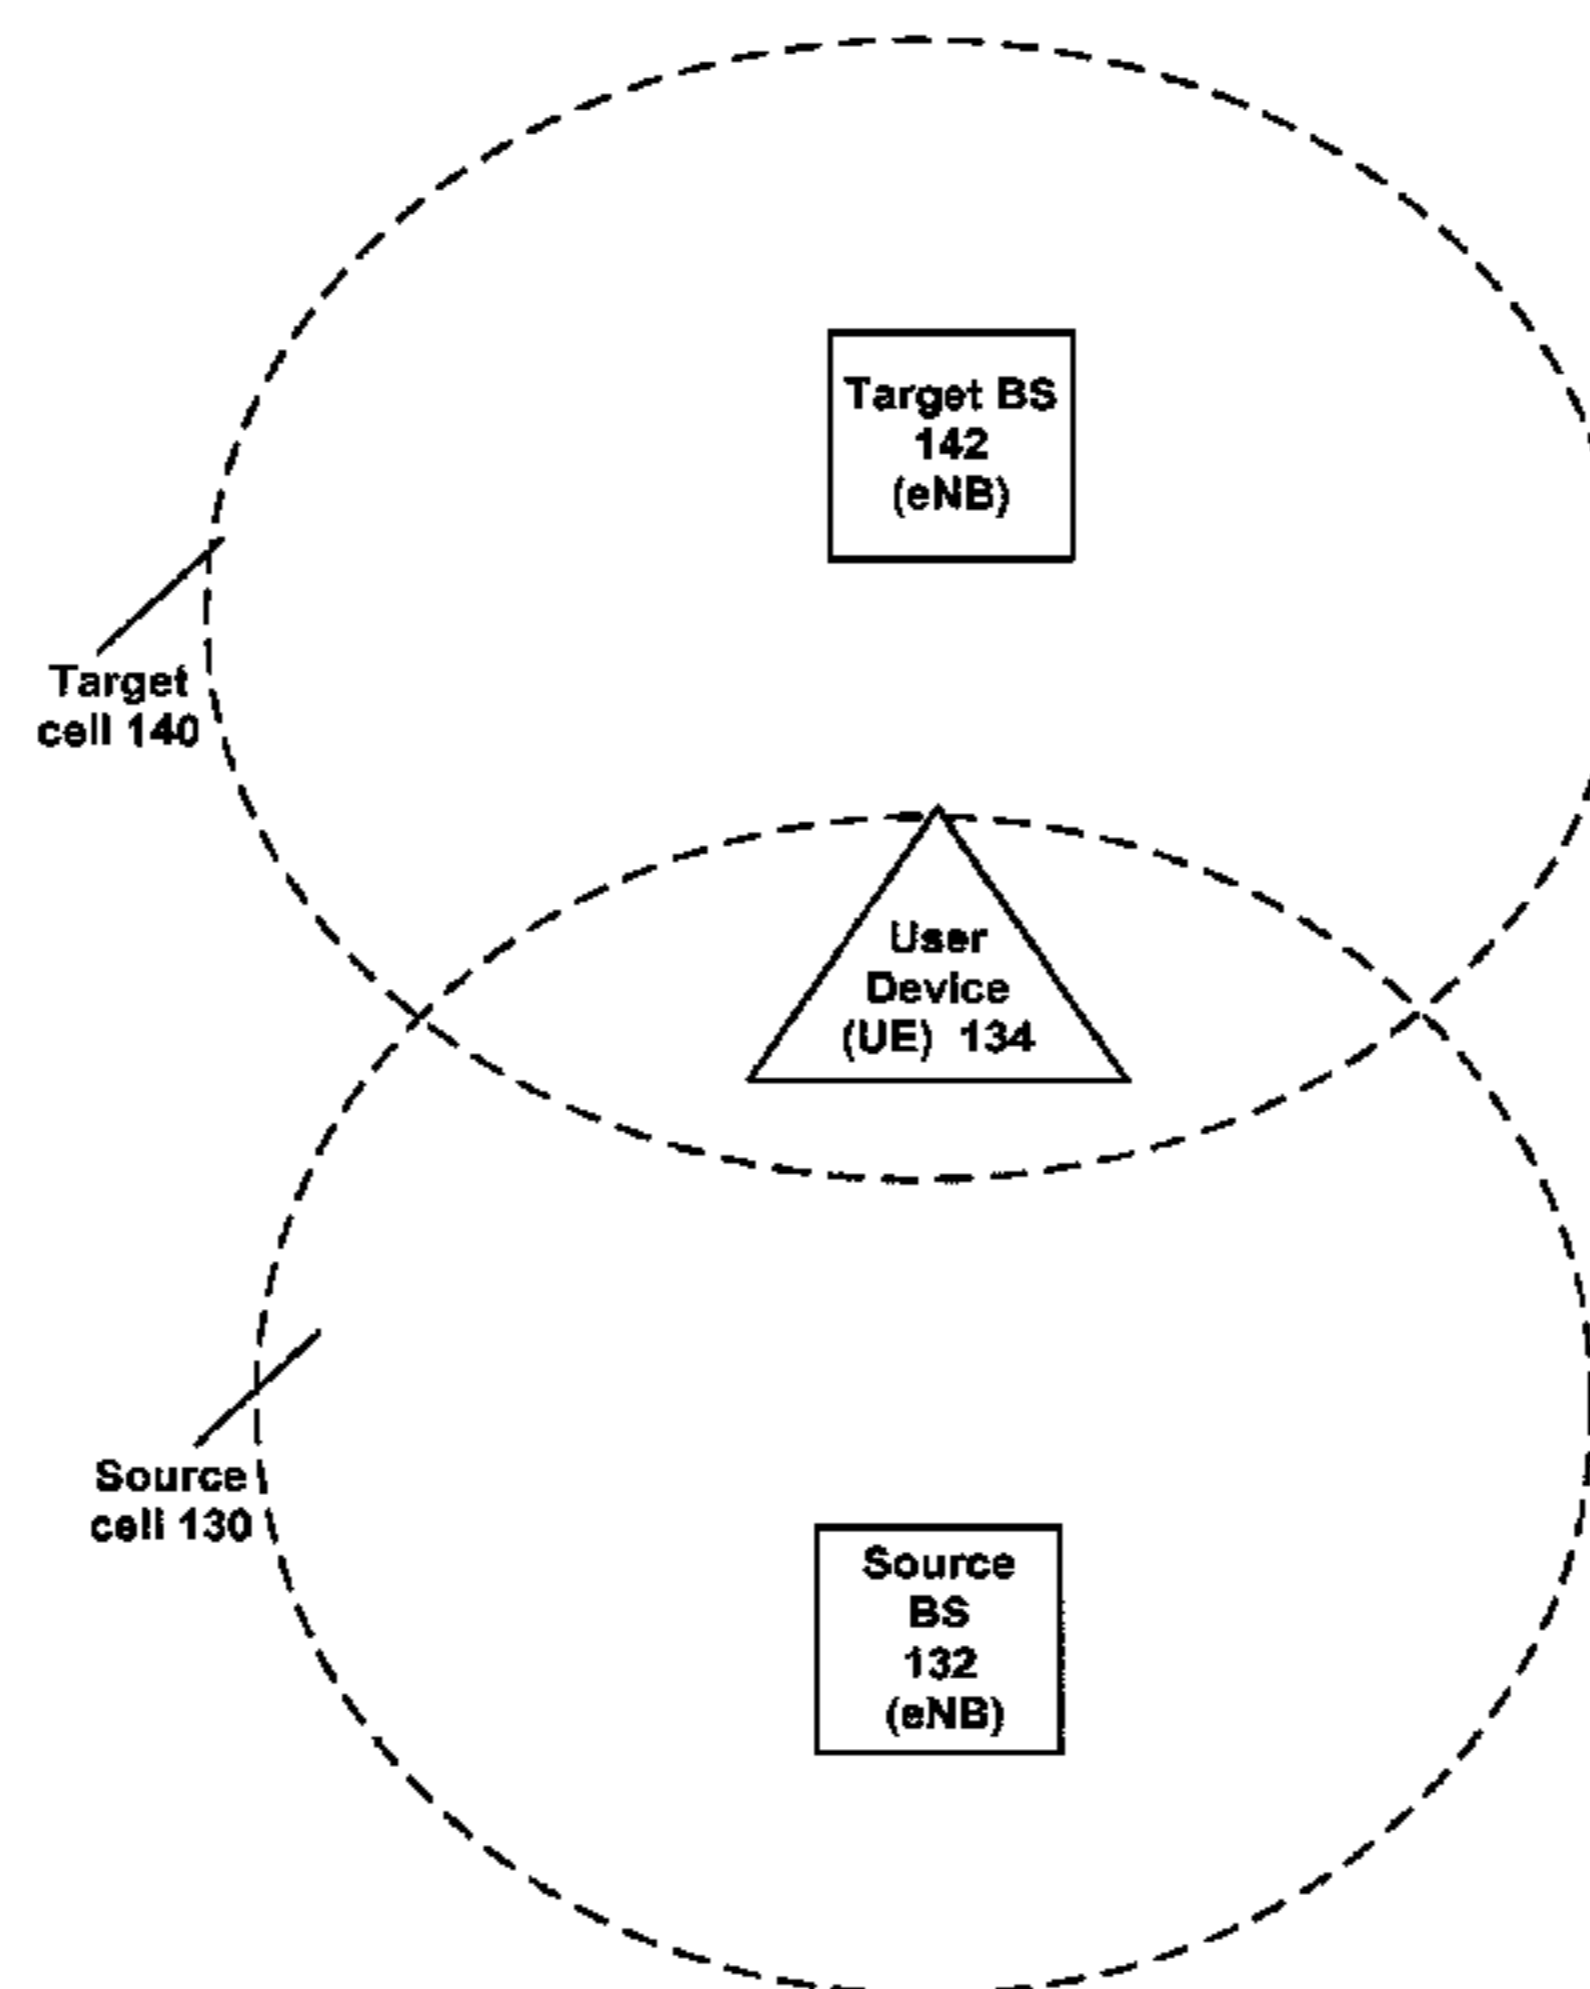 Target BS
142
(eNB)
Target
cell 140
User
Device
(UE) 134
Source
cell 130
Source
BS
132
(eNB)